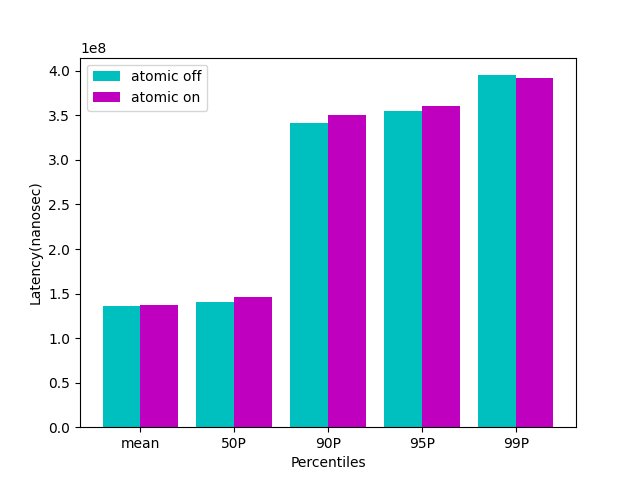 1e8
atomic off
atomic on
4.0
3.5
3.0
2.5
2.0
1.5
1.0
0.5
0.0
Latency(nanosec)
mean 50P 90P 95P 99P
Percentiles